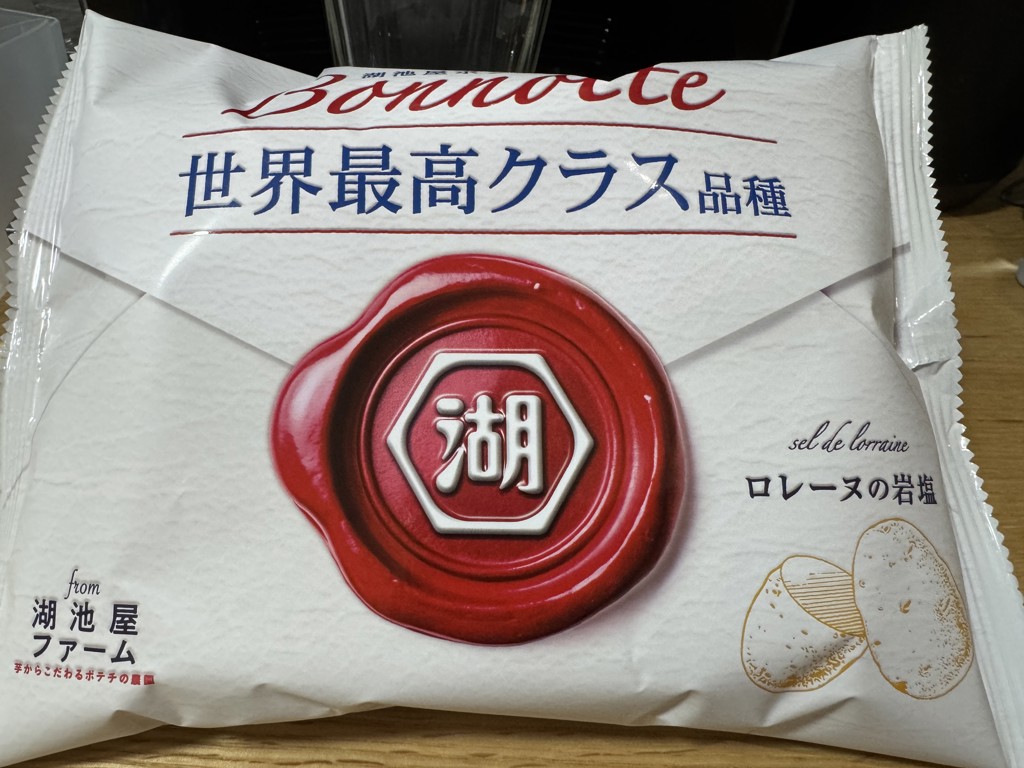 湖池屋
Bonnotte
世界最高クラス品種
湖
sel de lorraine
ロレーヌの岩塩
from
湖池屋
ファーム
芋からこだわるポテチの農園